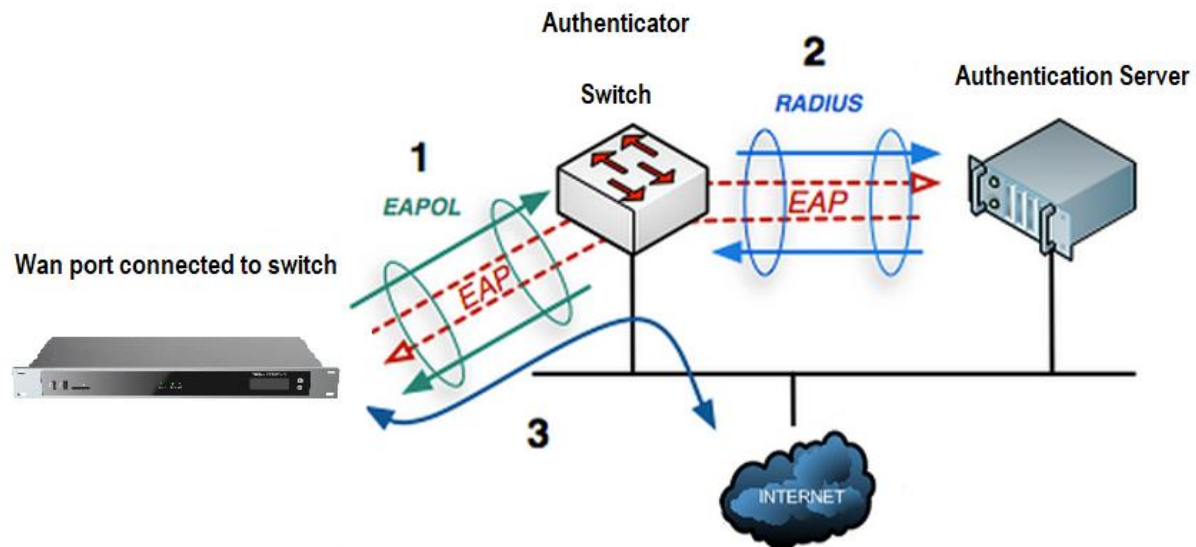 Authenticator
2
Authentication Server
Switch
RADIUS
1
EAPOL
EAP
EAP
Wan port connected to switch
3
INTERNET